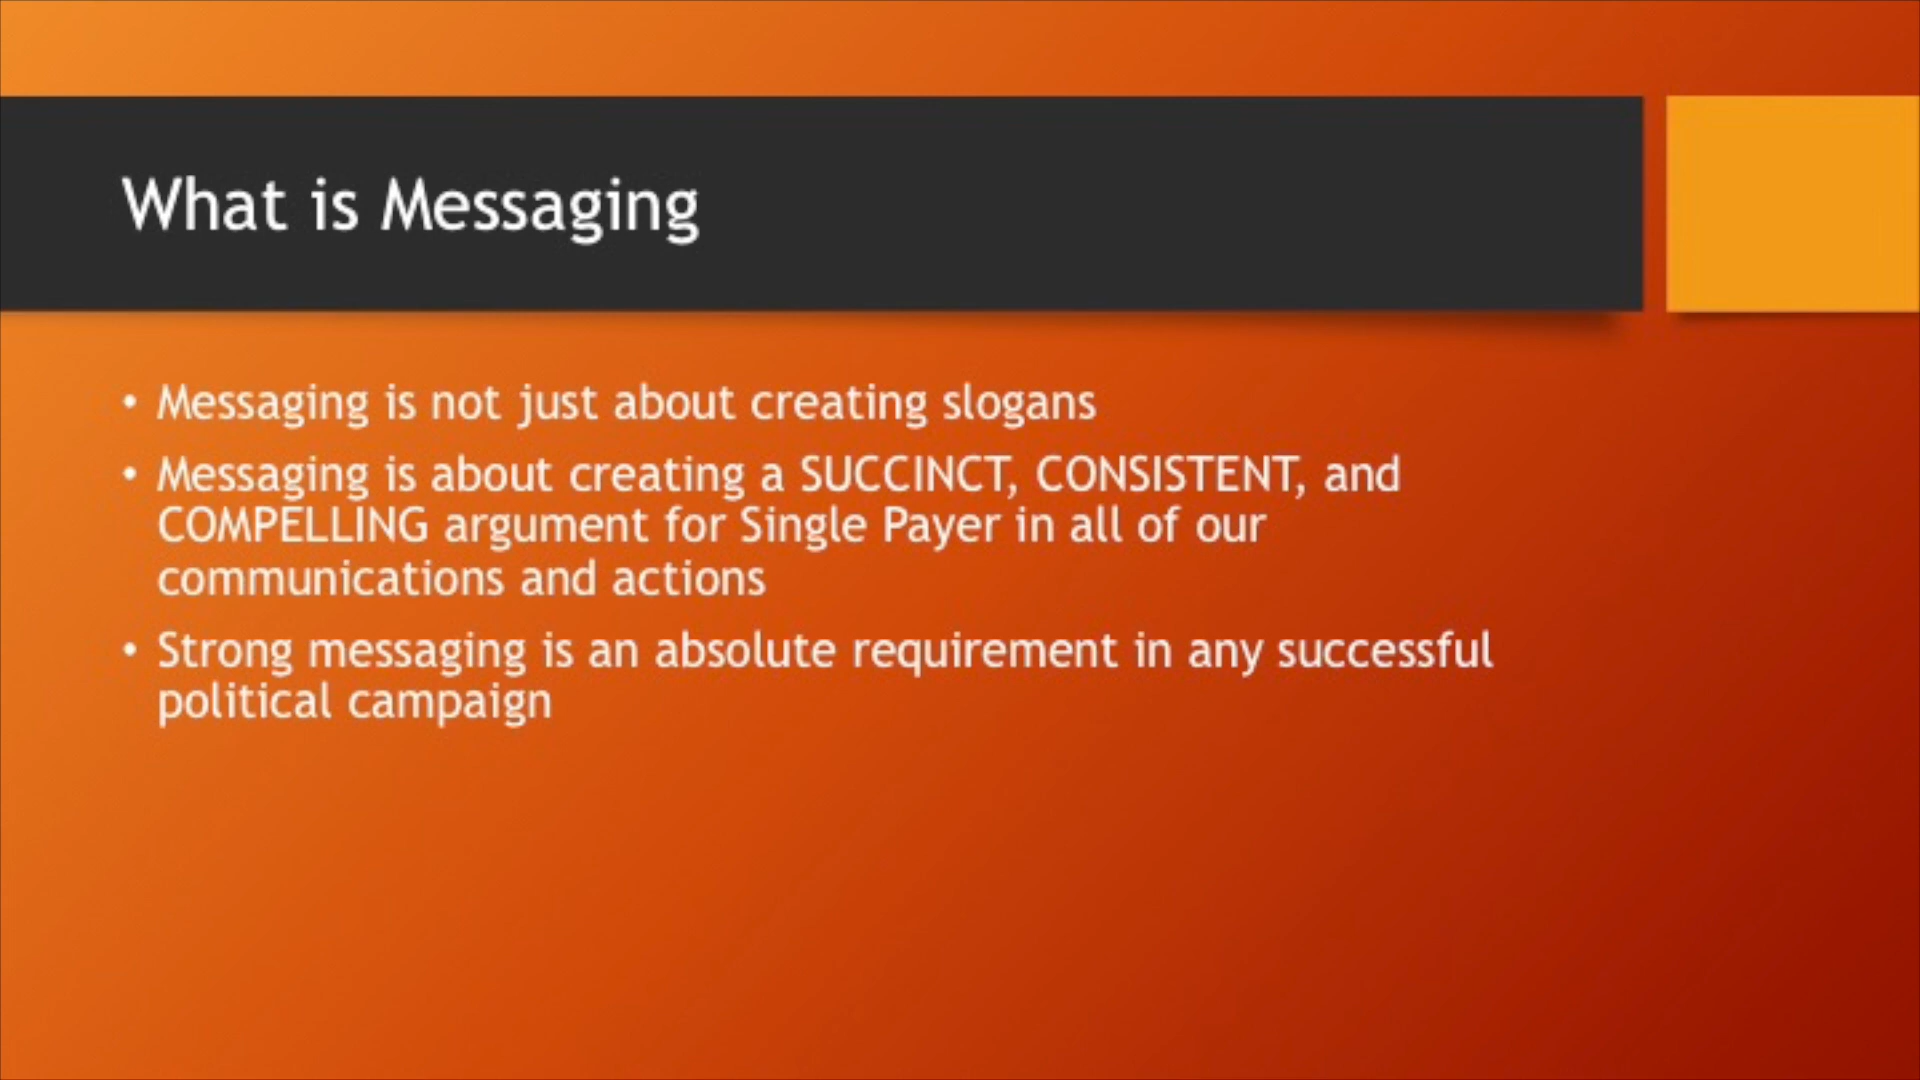 What is Messaging
• Messaging is not just about creating slogans
• Messaging is about creating a SUCCINCT, CONSISTENT, and
COMPELLING argument for Single Payer in all of our
communications and actions
• Strong messaging is an absolute requirement in any successful
political campaign